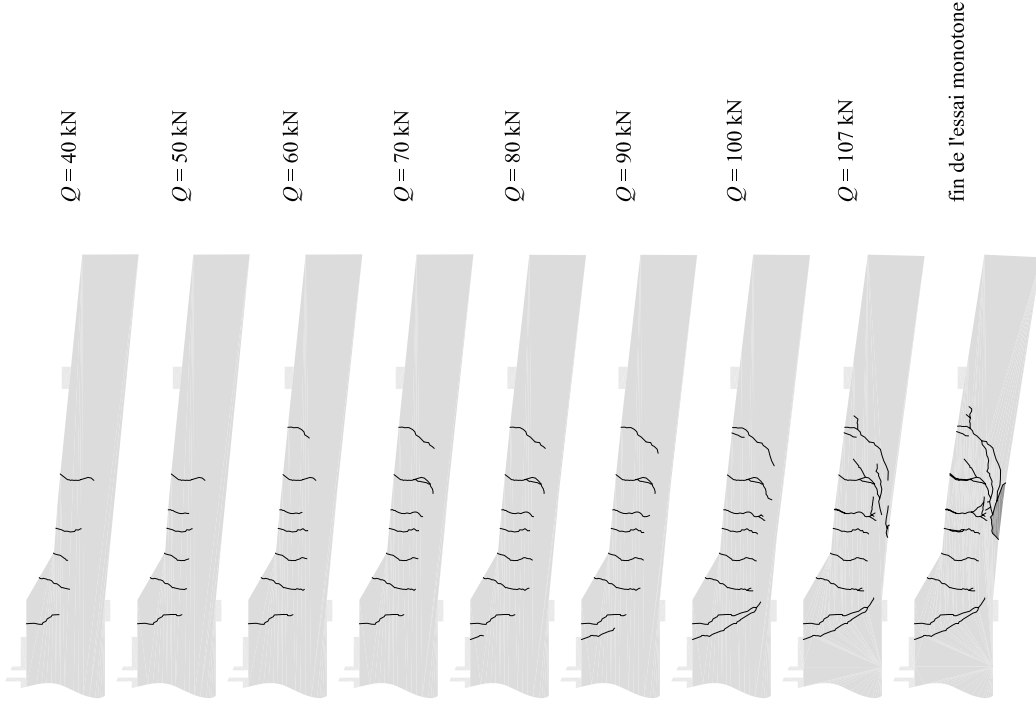 Q = 40 kN
Q = 50 kN
Q = 60 kN
Q = 70 kN
Q = 80 kN
Q = 90 kN
Q = 100 kN
Q = 107 kN
fin de l'essai monotone